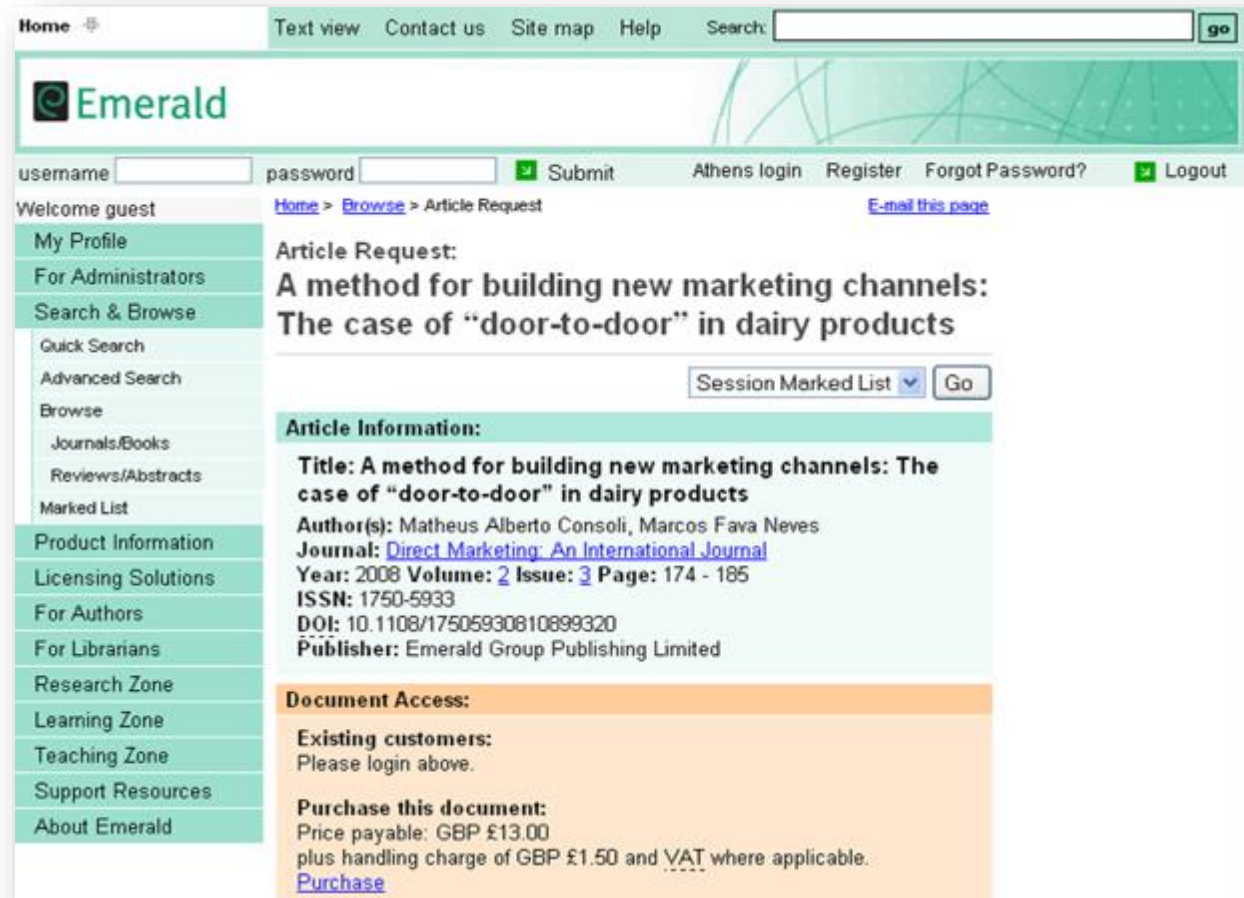 Home
Text view Contact us Site map Help Search: go
Emerald
username password Submit Athens login Register Forgot Password? Logout
Welcome guest
My Profile
For Administrators
Search & Browse
Quick Search
Advanced Search
Browse
Journals/Books
Reviews/Abstracts
Marked List
Product Information
Licensing Solutions
For Authors
For Librarians
Research Zone
Learning Zone
Teaching Zone
Support Resources
About Emerald
Home > Browse > Article Request E-mail this page
Article Request:
A method for building new marketing channels:
The case of “door-to-door” in dairy products
Session Marked List Go
Article Information:
Title: A method for building new marketing channels: The
case of “door-to-door” in dairy products
Author(s): Matheus Alberto Consoli, Marcos Fava Neves
Journal: Direct Marketing: An International Journal
Year: 2008 Volume: 2 Issue: 3 Page: 174 - 185
ISSN: 1750-5933
DOI: 10.1108/17505930810899320
Publisher: Emerald Group Publishing Limited
Document Access:
Existing customers:
Please login above.
Purchase this document:
Price payable: GBP £13.00
plus handling charge of GBP £1.50 and VAT where applicable.
Purchase